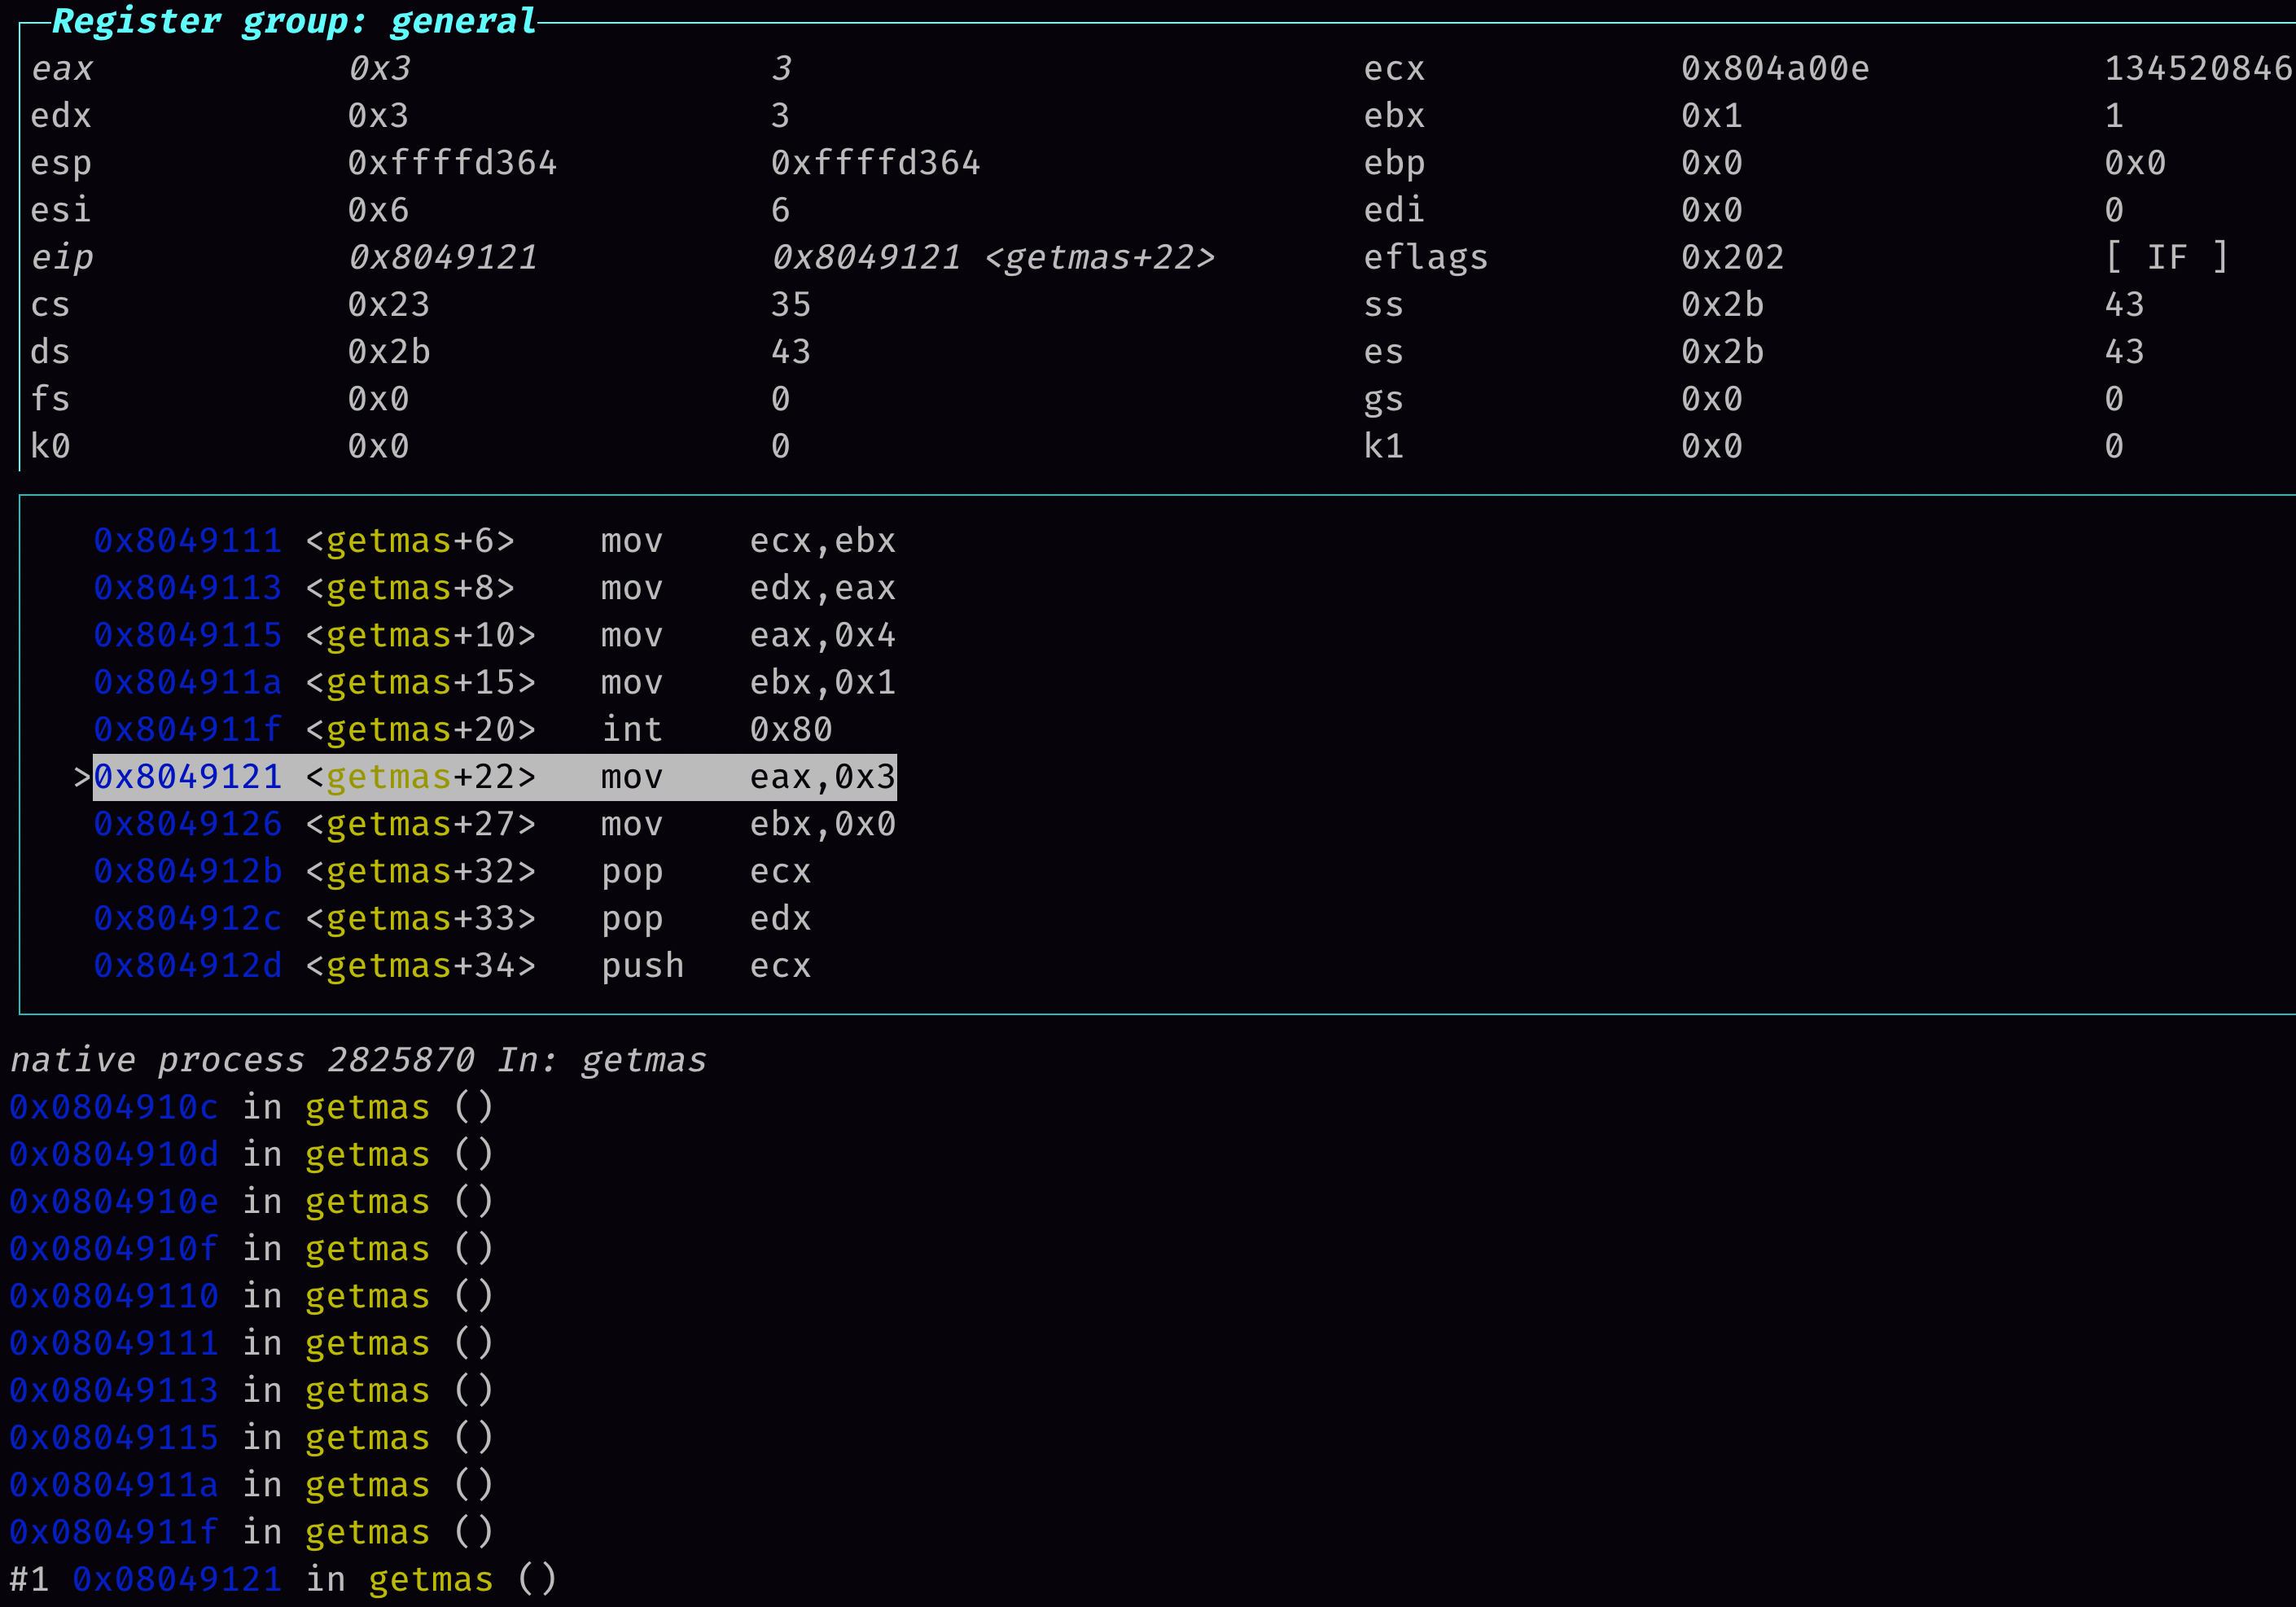 Register group: general
eax 0x3 3 ecx 0x804a00e 134520846
edx 0x3 3 ebx 0x1 1
esp 0xffffd364 0xffffd364 ebp 0x0 0x0
esi 0x6 6 edi 0x0 0
eip 0x8049121 0x8049121 <getmas+22> eflags 0x202 [ IF ]
cs 0x23 35 ss 0x2b 43
ds 0x2b 43 es 0x2b 43
fs 0x0 0 gs 0x0 0
k0 0x0 0 k1 0x0 0
0x8049111 <getmas+6> mov ecx,ebx
0x8049113 <getmas+8> mov edx,eax
0x8049115 <getmas+10> mov eax,0x4
0x804911a <getmas+15> mov ebx,0x1
0x804911f <getmas+20> int 0x80
>0x8049121 <getmas+22> mov eax,0x3
0x8049126 <getmas+27> mov ebx,0x0
0x804912b <getmas+32> pop ecx
0x804912c <getmas+33> pop edx
0x804912d <getmas+34> push ecx
native process 2825870 In: getmas
0x0804910c in getmas ()
0x0804910d in getmas ()
0x0804910e in getmas ()
0x0804910f in getmas ()
0x08049110 in getmas ()
0x08049111 in getmas ()
0x08049113 in getmas ()
0x08049115 in getmas ()
0x0804911a in getmas ()
0x0804911f in getmas ()
#1 0x08049121 in getmas ()